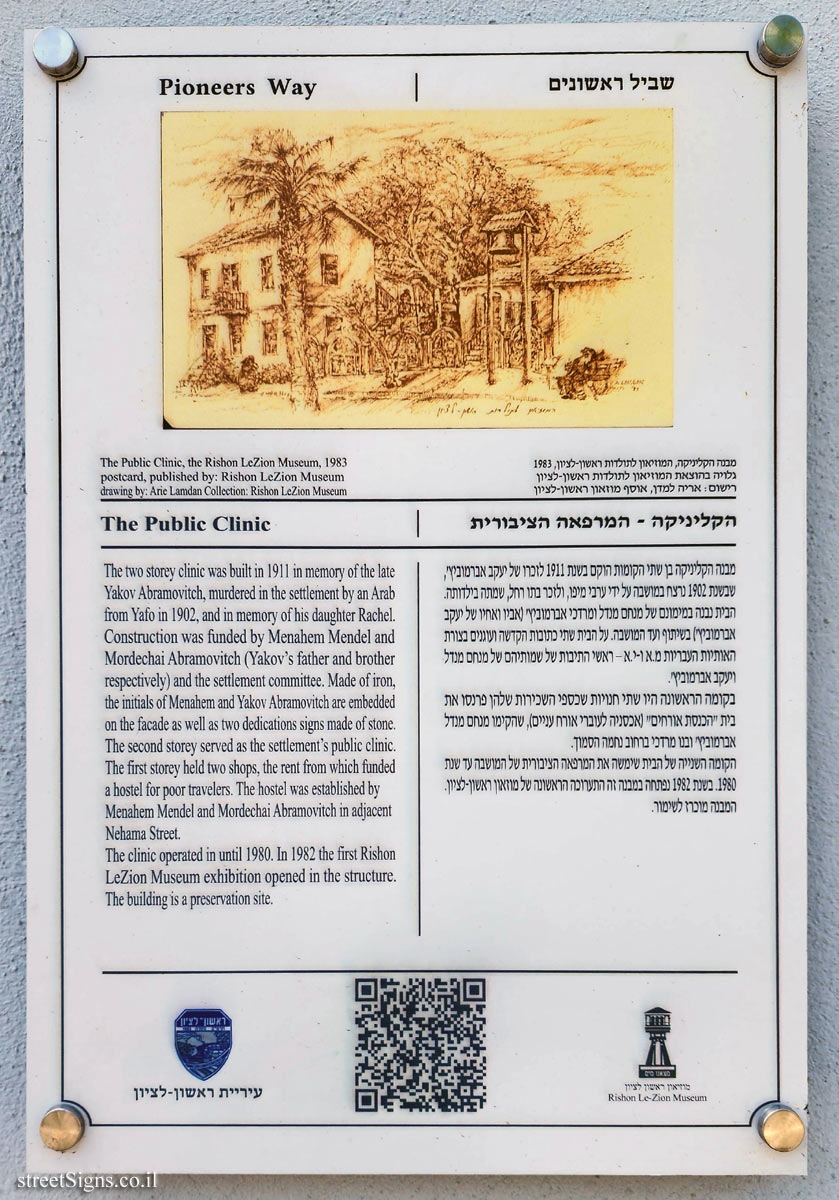 Pioneers Way
שביל ראשונים
The Public Clinic, the Rishon LeZion Museum, 1983
postcard, published by: Rishon LeZion Museum
drawing by: Arie Lamdan Collection: Rishon LeZion Museum
מבנה הקליניקה, המוזיאון לתולדות ראשון-לציון, 1983
גלויה בהוצאת המוזיאון לתולדות ראשון-לציון
רישום: אריה למדן, אוסף מוזאון ראשון-לציון
The Public Clinic
הקליניקה - המרפאה הציבורית
The two storey clinic was built in 1911 in memory of the late
Yakov Abramovitch, murdered in the settlement by an Arab
from Yafo in 1902, and in memory of his daughter Rachel.
Construction was funded by Menahem Mendel and
Mordechai Abramovitch (Yakov's father and brother
respectively) and the settlement committee. Made of iron,
the initials of Menahem and Yakov Abramovitch are embedded
on the facade as well as two dedications signs made of stone.
The second storey served as the settlement's public clinic.
The first storey held two shops, the rent from which funded
a hostel for poor travelers. The hostel was established by
Menahem Mendel and Mordechai Abramovitch in adjacent
Nehama Street.
The clinic operated in until 1980. In 1982 the first Rishon
LeZion Museum exhibition opened in the structure.
The building is a preservation site.
מבנה הקליניקה בן שתי הקומות הוקם בשנת 1911 לזכרו של יעקב אברמוביץ',
שבשנת 1902 נרצח במושבה על ידי ערבי מיפו, ולזכר בתו רחל, שמתה בילדותה.
הבית נבנה במימונם של מנחם מנדל ומרדכי אברמוביץ' (אביו ואחיו של יעקב
אברמוביץ') בשיתוף ועד המושבה. על הבית שתי כתובות הקדשה ועוגנים בצורת
האותיות העבריות מ.א ו-י.א – ראשי התיבות של שמותיהם של מנחם מנדל
ויעקב אברמוביץ'.
בקומה הראשונה היו שתי חנויות שכספי השכירות שלהן פרנסו את
בית "הכנסת אורחים" (אכסניה לעוברי אורח עניים), שהקימו מנחם מנדל
אברמוביץ' ובנו מרדכי ברחוב נחמה הסמוך.
הקומה השנייה של הבית שימשה את המרפאה הציבורית של המושבה עד שנת
1980. בשנת 1982 נפתחה במבנה זה התערוכה הראשונה של מוזאון ראשון-לציון.
המבנה מוכרז לשימור.
ראשון-לציון
עיריית ראשון-לציון
מצאנו מים
מוזיאון ראשון לציון
Rishon Le-Zion Museum
streetSigns.co.il